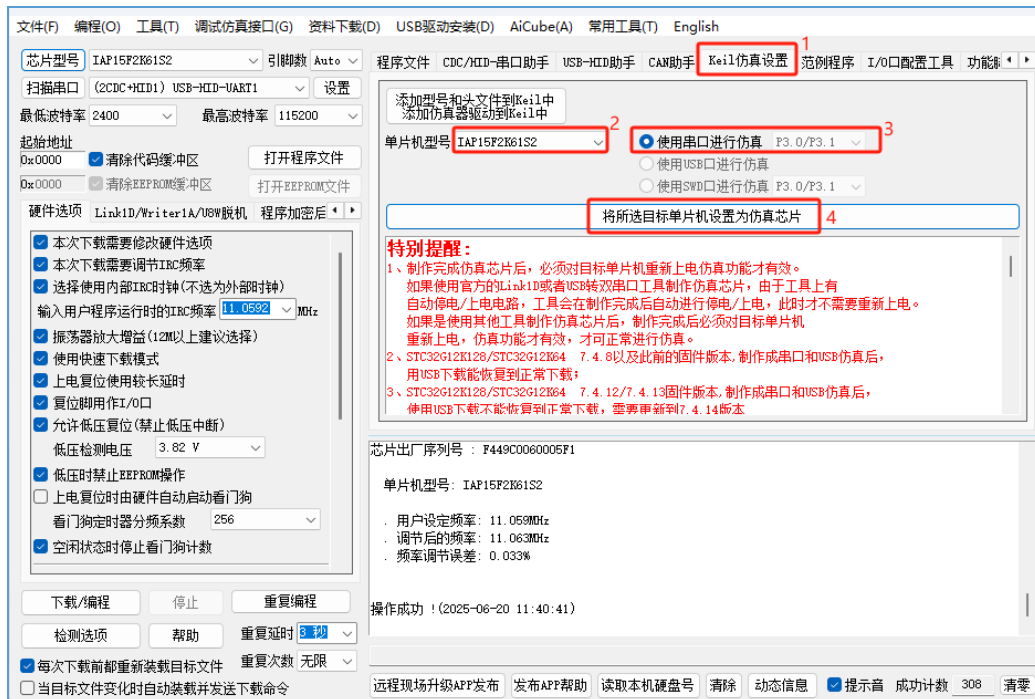 文件(F) 编程(O) 工具(T) 调试仿真接口(G) 资料下载(D) USB驱动安装(D) AiCube(A) 常用工具(T) English
芯片型号 IAP15F2K61S2 引脚数 Auto
扫描串口 (2CDC+HID1) USB-HID-UART1 设置
最低波特率 2400 最高波特率 115200
起始地址
0x0000 清除代码缓冲区 打开程序文件
0x0000 清除EEPROM缓冲区 打开EEPROM文件
硬件选项 Link1D/Writer1A/U8W脱机 程序加密后
本次下载需要修改硬件选项
本次下载需要调节IRC频率
选择使用内部IRC时钟(不选为外部时钟)
输入用户程序运行时的IRC频率 11.0592 MHz
振荡器放大增益(12M以上建议选择)
使用快速下载模式
上电复位使用较长延时
复位脚用作I/O口
允许低压复位(禁止低压中断)
低压检测电压 3.82 V
低压时禁止EEPROM操作
上电复位时由硬件自动启动看门狗
看门狗定时器分频系数 256
空闲状态时停止看门狗计数
下载/编程 停止 重复编程
检测选项 帮助 重复延时 3 秒
每次下载前都重新装载目标文件 重复次数 无限
当目标文件变化时自动装载并发送下载命令
1
程序文件 CDC/HID-串口助手 USB-HID助手 CAN助手 Keil仿真设置 范例程序 I/O口配置工具
添加型号和头文件到Keil中
添加仿真器驱动到Keil中
2
3
单片机型号 IAP15F2K61S2 使用串口进行仿真 P3.0/P3.1
使用USB口进行仿真
使用SWD口进行仿真 P3.0/P3.1
将所选目标单片机设置为仿真芯片 4
特别提醒:
1、制作完成仿真芯片后，必须对目标单片机重新上电仿真功能才有效。
如果使用官方的Link1D或者USB转双串口工具制作仿真芯片，由于工具上有
自动停电/上电电路，工具会在制作完成后自动进行停电/上电，此时才不需要重新上电。
如果是使用其他工具制作仿真芯片后，制作完成后必须对目标单片机
重新上电，仿真功能才有效，才可正常进行仿真。
2、STC32G12K128/STC32G12K64 7.4.8以及此前的固件版本,制作成串口和USB仿真后，
用USB下载能恢复到正常下载；
3、STC32G12K128/STC32G12K64 7.4.12/7.4.13固件版本,制作成串口和USB仿真后，
使用USB下载不能恢复到正常下载，需要更新到7.4.14版本
芯片出厂序列号 : F449C0060005F1
单片机型号: IAP15F2K61S2
. 用户设定频率: 11.059MHz
. 调节后的频率: 11.063MHz
. 频率调节误差: 0.033%
操作成功 !(2025-06-20 11:40:41)
远程现场升级APP发布 发布APP帮助 读取本机硬盘号 清除 动态信息 提示音 成功计数 308 清零